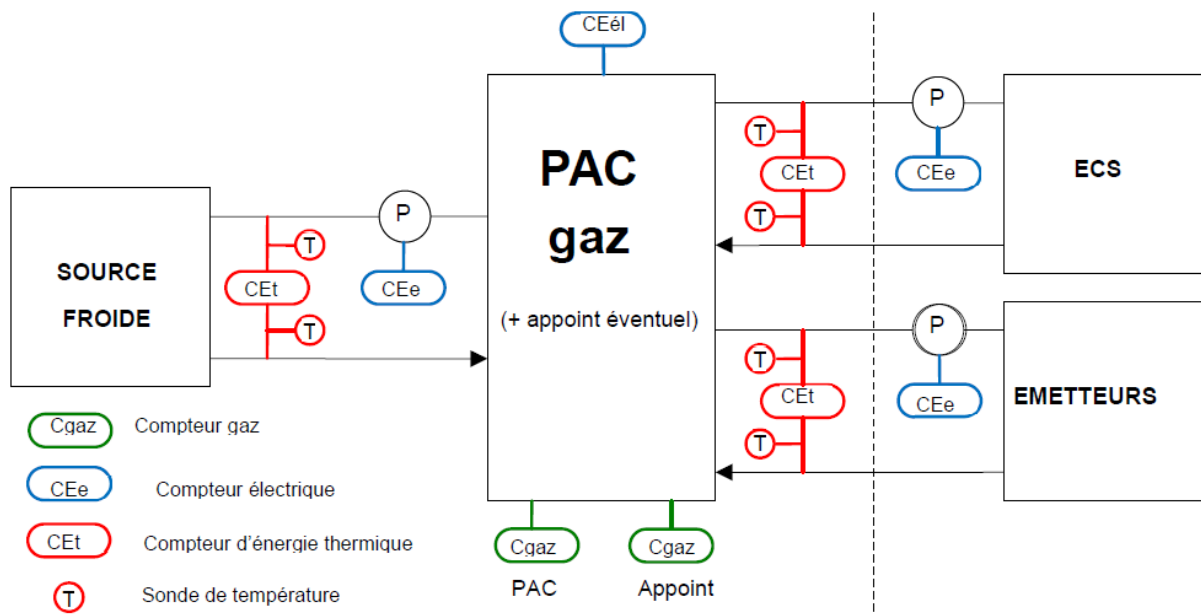 CEél
P
T
CEt
T
CEe
ECS
PAC
gaz
(+ appoint éventuel)
P
T
CEt
T
CEe
SOURCE
FROIDE
P
T
CEt
T
CEe
EMETTEURS
Cgaz
PAC
Cgaz
Appoint
Cgaz Compteur gaz
CEe Compteur électrique
CEt Compteur d'énergie thermique
T Sonde de température